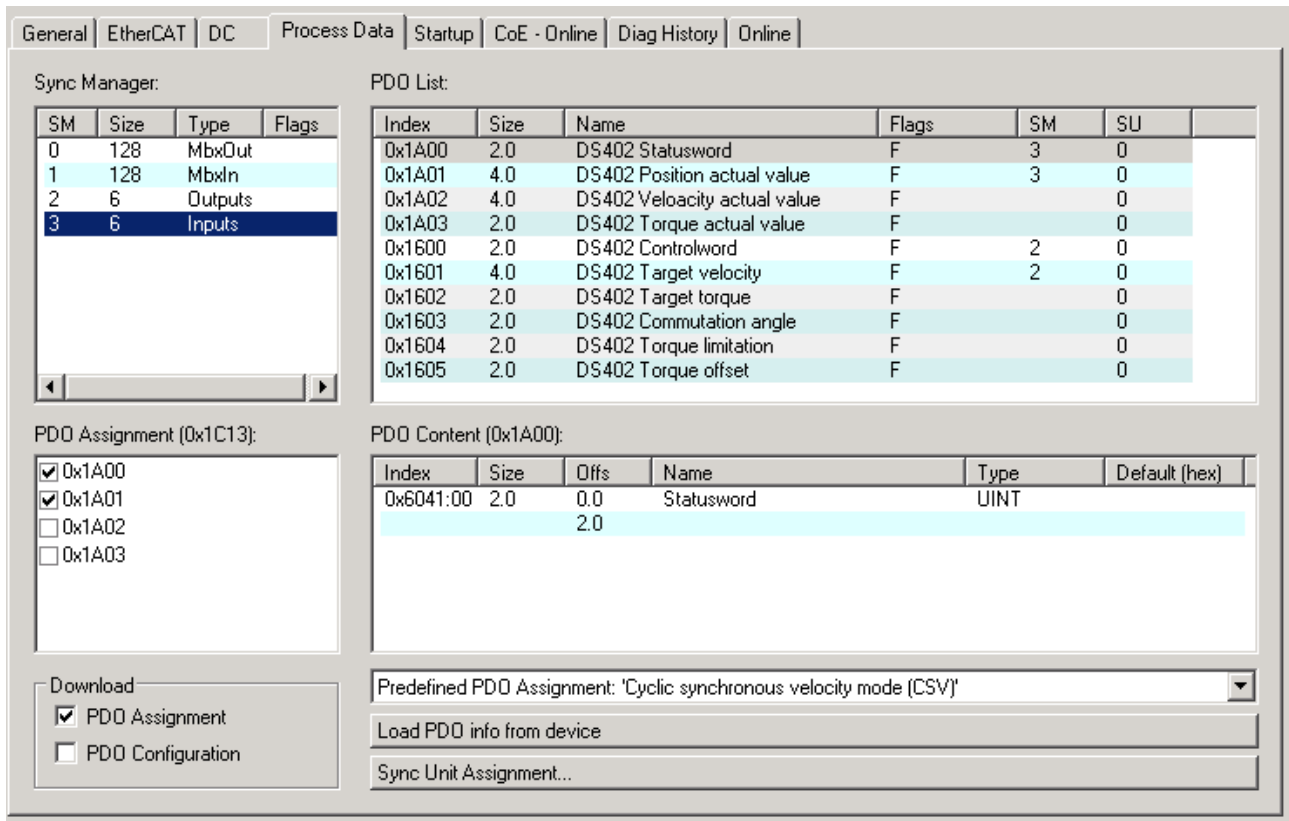 General EtherCAT DC Process Data Startup CoE - Online Diag History Online
Sync Manager:
SM Size Type Flags
0 128 MbxOut
1 128 MbxIn
2 6 Outputs
3 6 Inputs
PDO List:
Index Size Name Flags SM SU
0x1A00 2.0 DS402 Statusword F 3 0
0x1A01 4.0 DS402 Position actual value F 3 0
0x1A02 4.0 DS402 Veloacity actual value F 0
0x1A03 2.0 DS402 Torque actual value F 0
0x1600 2.0 DS402 Controlword F 2 0
0x1601 4.0 DS402 Target velocity F 2 0
0x1602 2.0 DS402 Target torque F 0
0x1603 2.0 DS402 Commutation angle F 0
0x1604 2.0 DS402 Torque limitation F 0
0x1605 2.0 DS402 Torque offset F 0
PDO Assignment (0x1C13):
0x1A00
0x1A01
0x1A02
0x1A03
PDO Content (0x1A00):
Index Size Offs Name Type Default (hex)
0x6041:00 2.0 0.0 Statusword UINT
2.0
Download
PDO Assignment
PDO Configuration
Predefined PDO Assignment: 'Cyclic synchronous velocity mode (CSV)'
Load PDO info from device
Sync Unit Assignment...